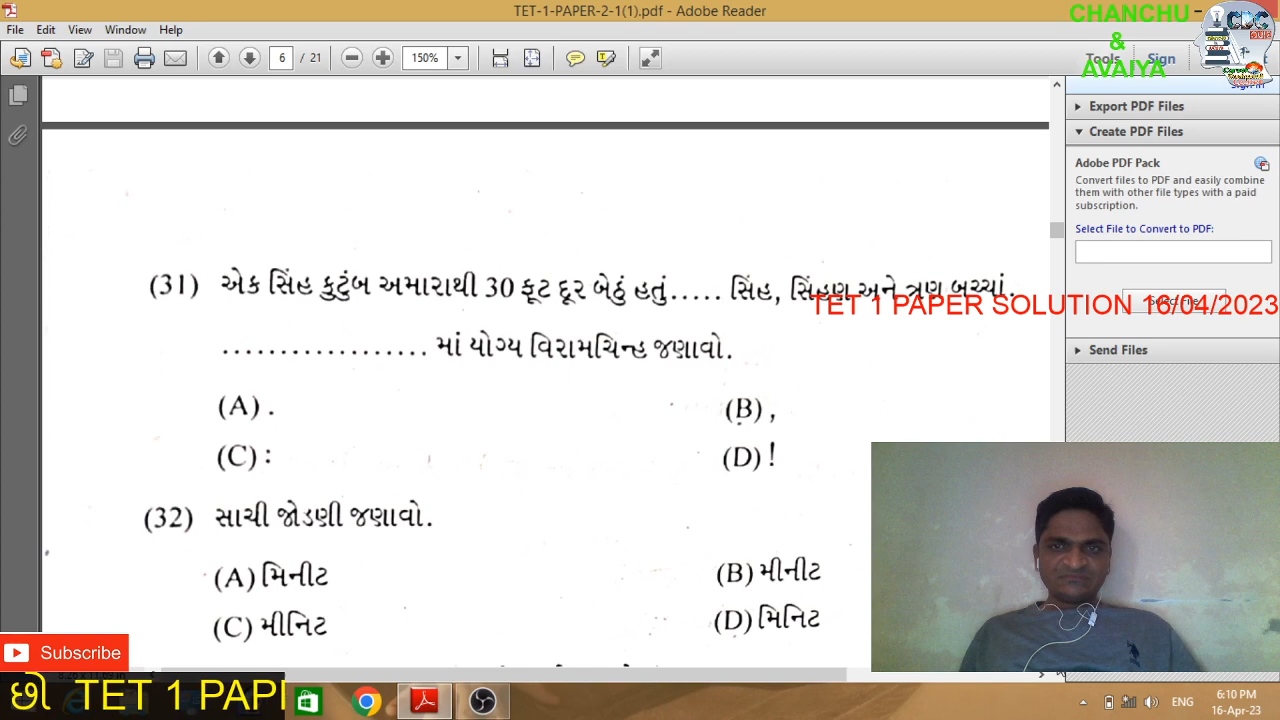 TET-1-PAPER-2-1(1).pdf - Adobe Reader
CHANCHU
&
AVAIYA
File Edit View Window Help
6 / 21
150%
Tools Sign
Export PDF Files
Create PDF Files
Adobe PDF Pack
Convert files to PDF and easily combine
them with other file types with a paid
subscription.
Select File to Convert to PDF:
Send Files
(31) એક સિંહ કુટુંબ અમારાથી 30 ફૂટ દૂર બેઠું હતું..... સિંહ, સિંહણ અને ત્રણ બચ્ચાં.
TET 1 PAPER SOLUTION 16/04/2023
.................. માં યોગ્ય વિરામચિન્હ જણાવો.
(A) . (B) ,
(C) : (D) !
(32) સાચી જોડણી જણાવો.
(A) મિનીટ (B) મીનીટ
(C) મીનિટ (D) મિનિટ
Subscribe
છી TET 1 PAPI
ENG
6:10 PM
16-Apr-23